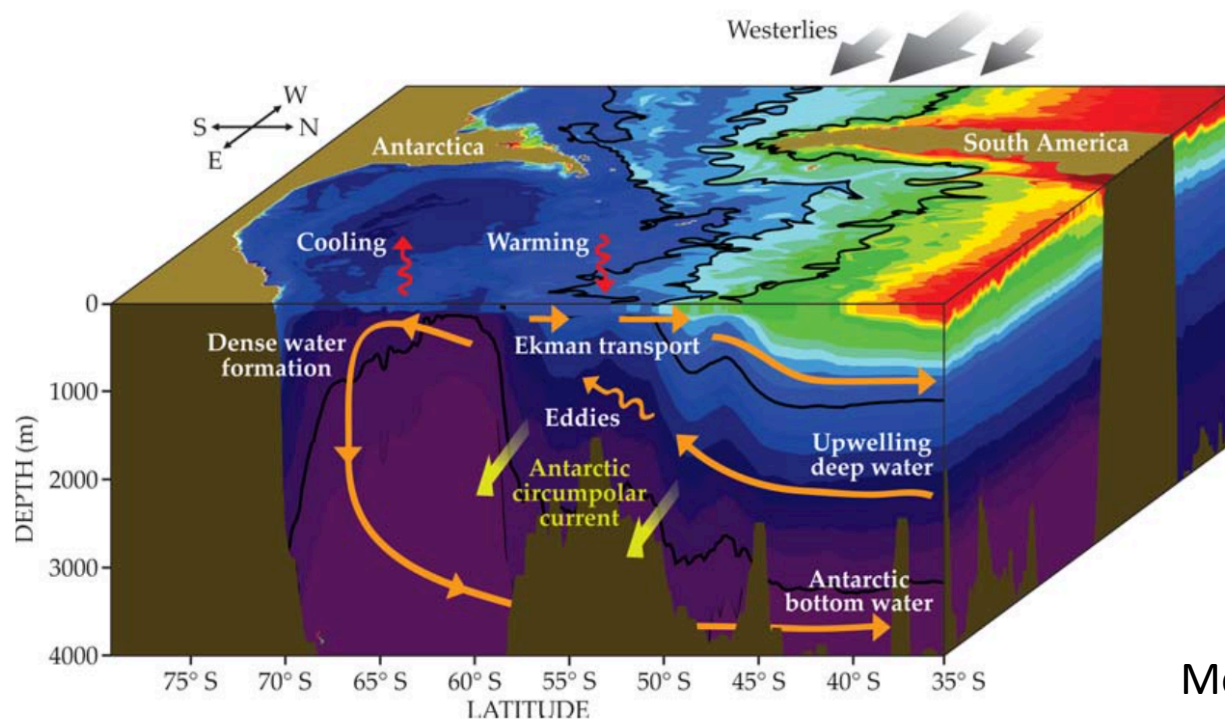 Westerlies
W
S
N
E
Antarctica
South America
Cooling
Warming
0
Dense water
formation
Ekman transport
1000
Eddies
Upwelling
deep water
DEPTH (m)
2000
Antarctic
circumpolar
current
3000
Antarctic
bottom water
4000
75° S
70° S
65° S
60° S
55° S
50° S
45° S
40° S
35° S
LATITUDE